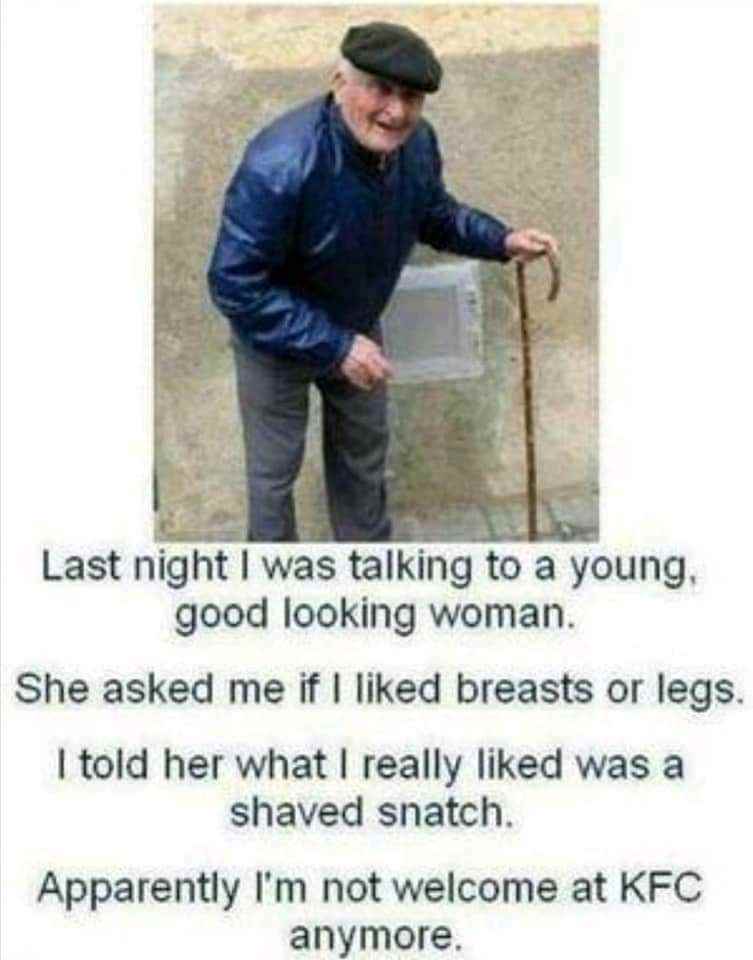 Last night I was talking to a young,
good looking woman.
She asked me if I liked breasts or legs.
I told her what I really liked was a
shaved snatch.
Apparently I'm not welcome at KFC
anymore.